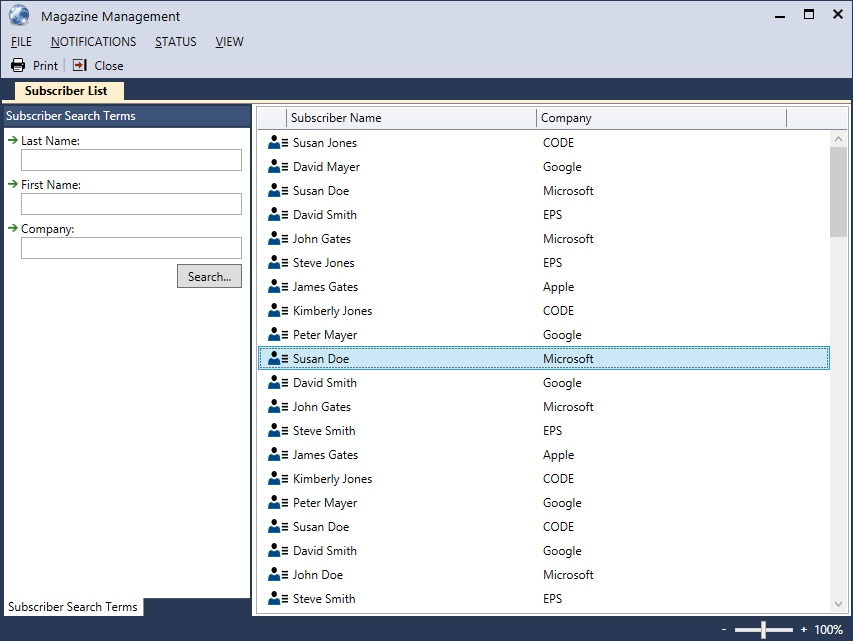 Magazine Management
FILE NOTIFICATIONS STATUS VIEW
Print Close
Subscriber List
Subscriber Search Terms
Last Name:
First Name:
Company:
Search...
Subscriber Search Terms
Subscriber Name Company
Susan Jones CODE
David Mayer Google
Susan Doe Microsoft
David Smith EPS
John Gates Microsoft
Steve Jones EPS
James Gates Apple
Kimberly Jones CODE
Peter Mayer Google
Susan Doe Microsoft
David Smith Google
John Gates Microsoft
Steve Smith EPS
James Gates Apple
Kimberly Jones CODE
Peter Mayer Google
Susan Doe CODE
David Smith Google
John Doe Microsoft
Steve Smith EPS
- + 100%